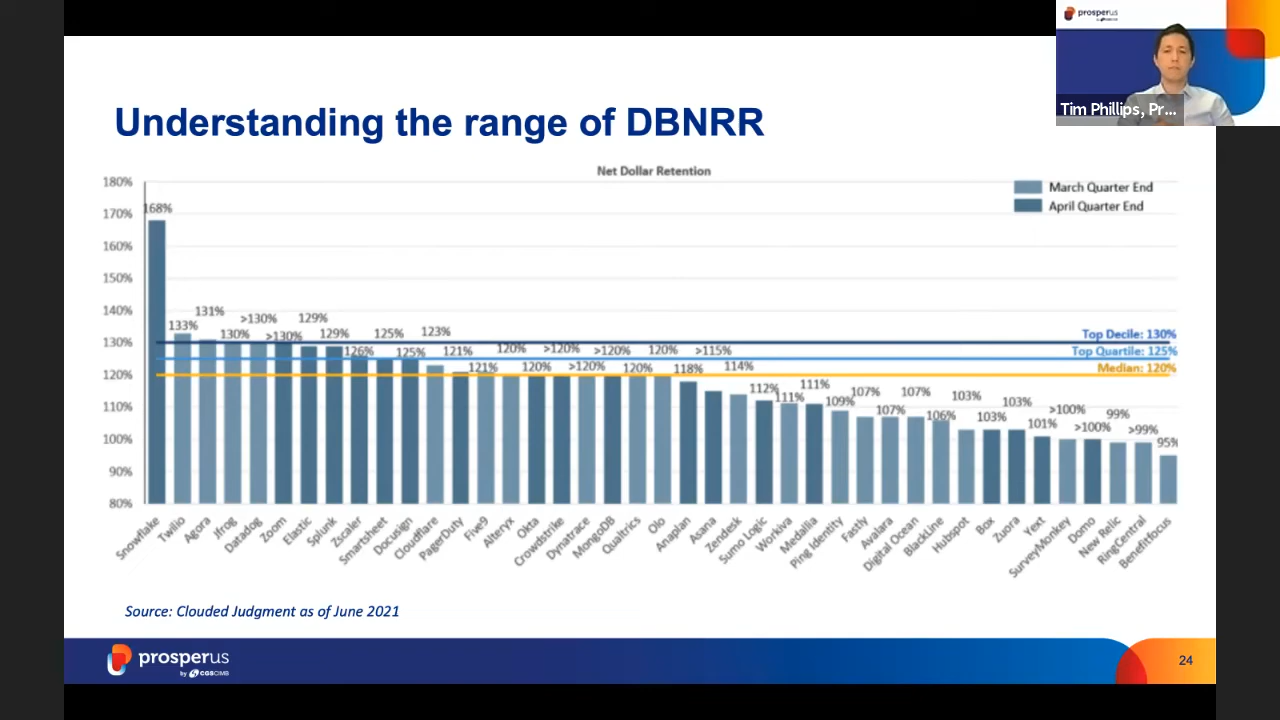 prosperus
Tim Phillips, Pr...
Understanding the range of DBNRR
Net Dollar Retention
March Quarter End
April Quarter End
180%
170%
160%
150%
140%
130%
120%
110%
100%
90%
80%
168%
133%
131%
130%
>130%
>130%
129%
129%
126%
125%
125%
123%
121%
121%
120%
120%
>120%
>120%
>120%
120%
120%
118%
>115%
114%
112%
111%
111%
109%
107%
107%
107%
106%
103%
103%
103%
101%
>100%
>100%
99%
>99%
95%
Top Decile: 130%
Top Quartile: 125%
Median: 120%
Snowflake
Twilio
Agora
Jfrog
Datadog
Zoom
Elastic
Splunk
Zscaler
Smartsheet
Docusign
Cloudflare
PagerDuty
Five9
Alteryx
Okta
Crowdstrike
Dynatrace
MongoDB
Qualtrics
Olo
Anaplan
Asana
Zendesk
Sumo Logic
Workiva
Medallia
Ping Identity
Fastly
Avalara
Digital Ocean
BlackLine
Hubspot
Box
Zuora
Yext
SurveyMonkey
Domo
New Relic
RingCentral
Benefitfocus
Source: Clouded Judgment as of June 2021
prosperus
by CGS CIMB
24